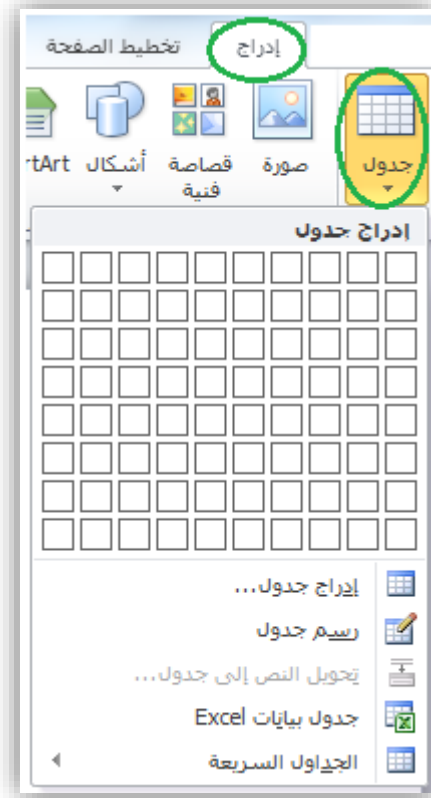 إدراج تخطيط الصفحة
جدول صورة قصاصة فنية أشكال rtArt
إدراج جدول
إدراج جدول...
رسم جدول
تحويل النص إلى جدول...
جدول بيانات Excel
الجداول السريعة